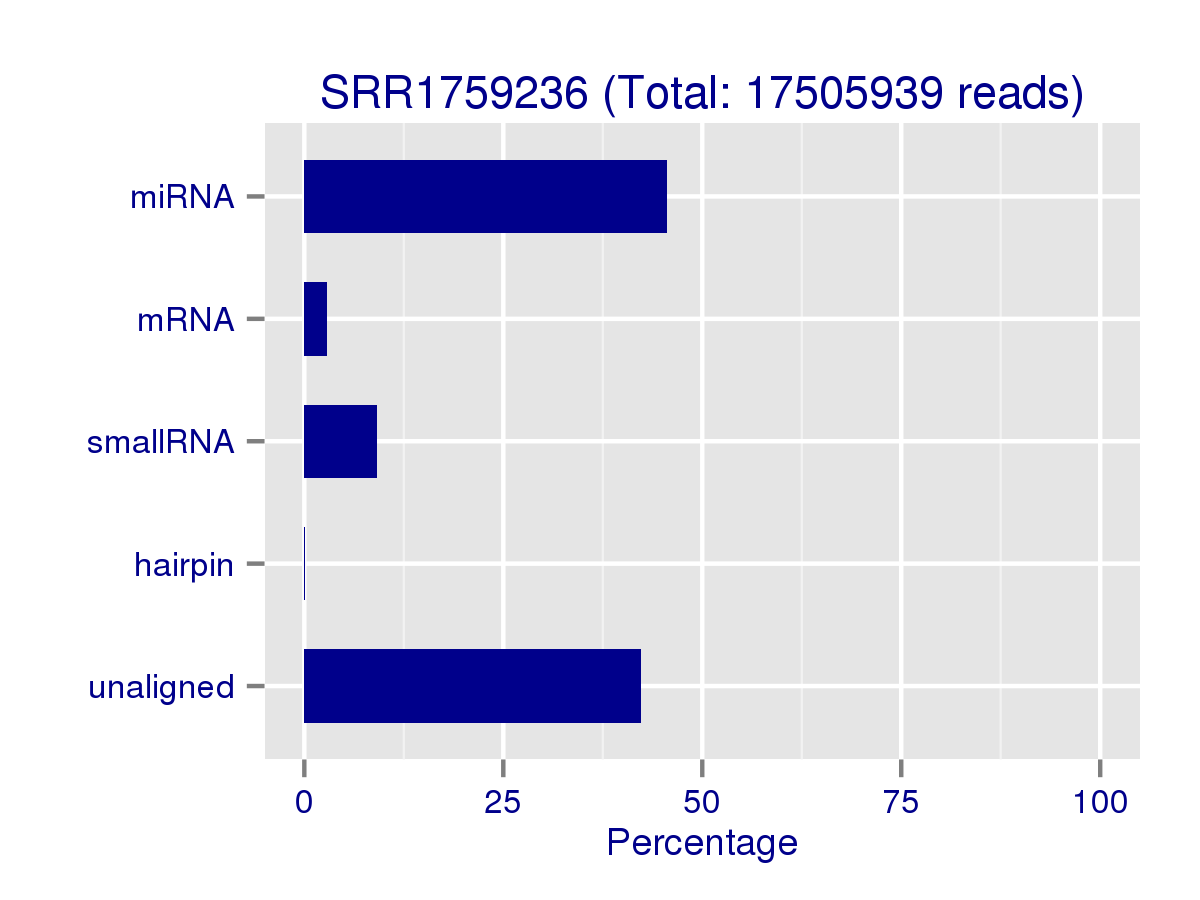 SRR1759236 (Total: 17505939 reads)
miRNA
mRNA
smallRNA
hairpin
unaligned
0 25 50 75 100
Percentage